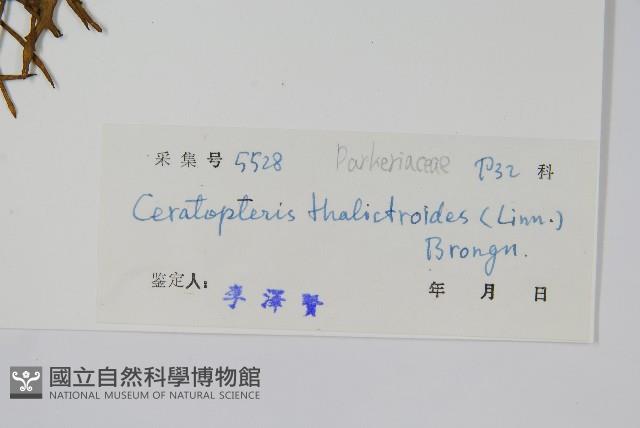 采集号 5528 Parkeriaceae P32 科
Ceratopteris thalictroides (Linn.)
Brongn.
鉴定人: 李澤賢 年 月 日
國立自然科學博物館
NATIONAL MUSEUM OF NATURAL SCIENCE